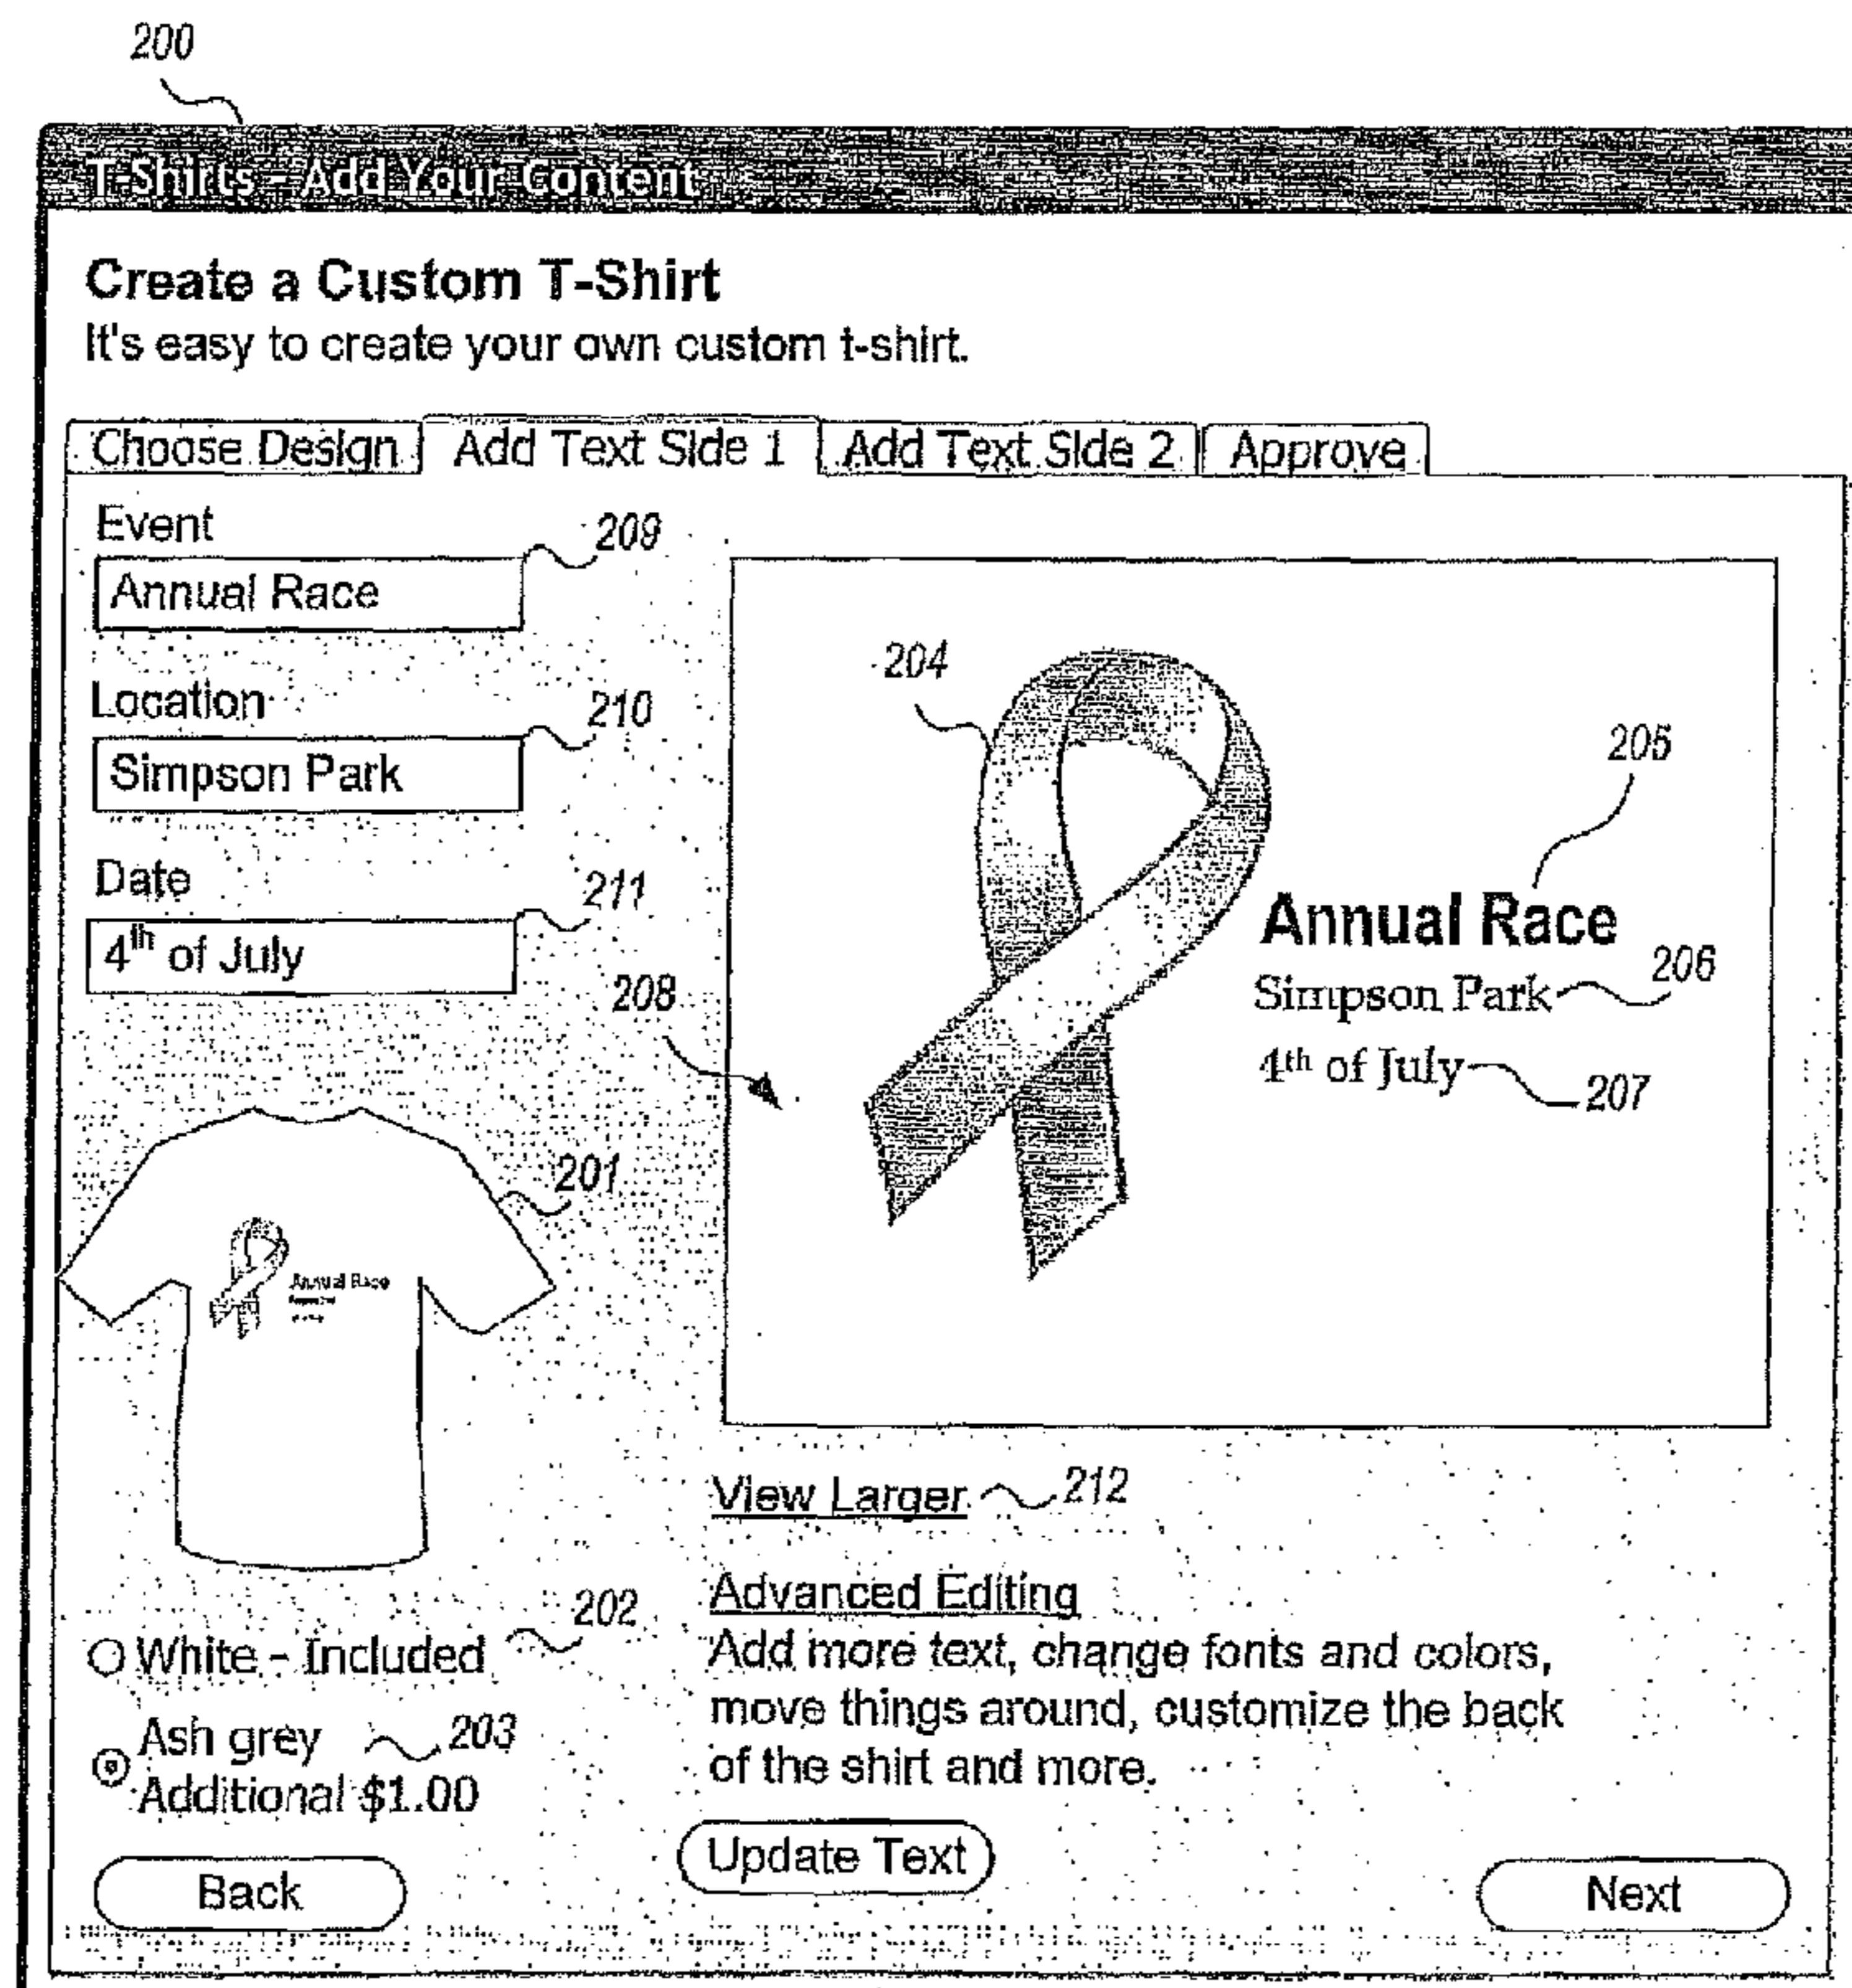 200
T-Shirts - Add Your Content
Create a Custom T-Shirt
It's easy to create your own custom t-shirt.
Choose Design Add Text Side 1 Add Text Side 2 Approve
Event
209
Annual Race
Location
210
Simpson Park
Date
211
4th of July
208
204
205
Annual Race
206
Simpson Park
4th of July
207
201
Annual Race
View Larger
212
Advanced Editing
Add more text, change fonts and colors,
move things around, customize the back
of the shirt and more.
202
White - Included
Ash grey
203
Additional $1.00
Update Text
Back
Next